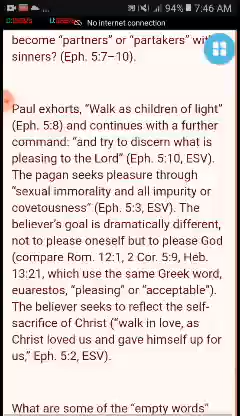 94% 7:46 AM
No internet connection
become “partners” or “partakers” with
sinners? (Eph. 5:7–10).
Paul exhorts, “Walk as children of light”
(Eph. 5:8) and continues with a further
command: “and try to discern what is
pleasing to the Lord” (Eph. 5:10, ESV).
The pagan seeks pleasure through
“sexual immorality and all impurity or
covetousness” (Eph. 5:3, ESV). The
believer’s goal is dramatically different,
not to please oneself but to please God
(compare Rom. 12:1, 2 Cor. 5:9, Heb.
13:21, which use the same Greek word,
euarestos, “pleasing” or “acceptable”).
The believer seeks to reflect the self-
sacrifice of Christ (“walk in love, as
Christ loved us and gave himself up for
us,” Eph. 5:2, ESV).
What are some of the “empty words”